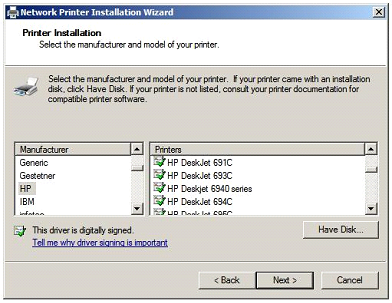 Network Printer Installation Wizard
Printer Installation
Select the manufacturer and model of your printer.
Select the manufacturer and model of your printer. If your printer came with an installation
disk, click Have Disk. If your printer is not listed, consult your printer documentation for
compatible printer software.
Manufacturer
Generic
Gestetner
HP
IBM
infotec
Printers
HP DeskJet 691C
HP DeskJet 693C
HP Deskjet 6940 series
HP DeskJet 694C
HP DeskJet 695C
This driver is digitally signed.
Tell me why driver signing is important
Have Disk...
< Back
Next >
Cancel